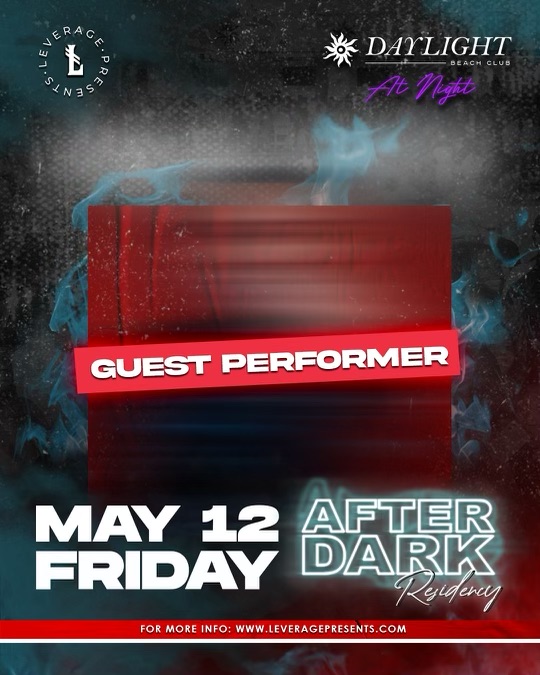 ·LEVERAGE·PRESENTS
L
DAYLIGHT
BEACH CLUB
At Night
GUEST PERFORMER
MAY 12
FRIDAY
AFTER
DARK
Residency
FOR MORE INFO: WWW.LEVERAGEPRESENTS.COM